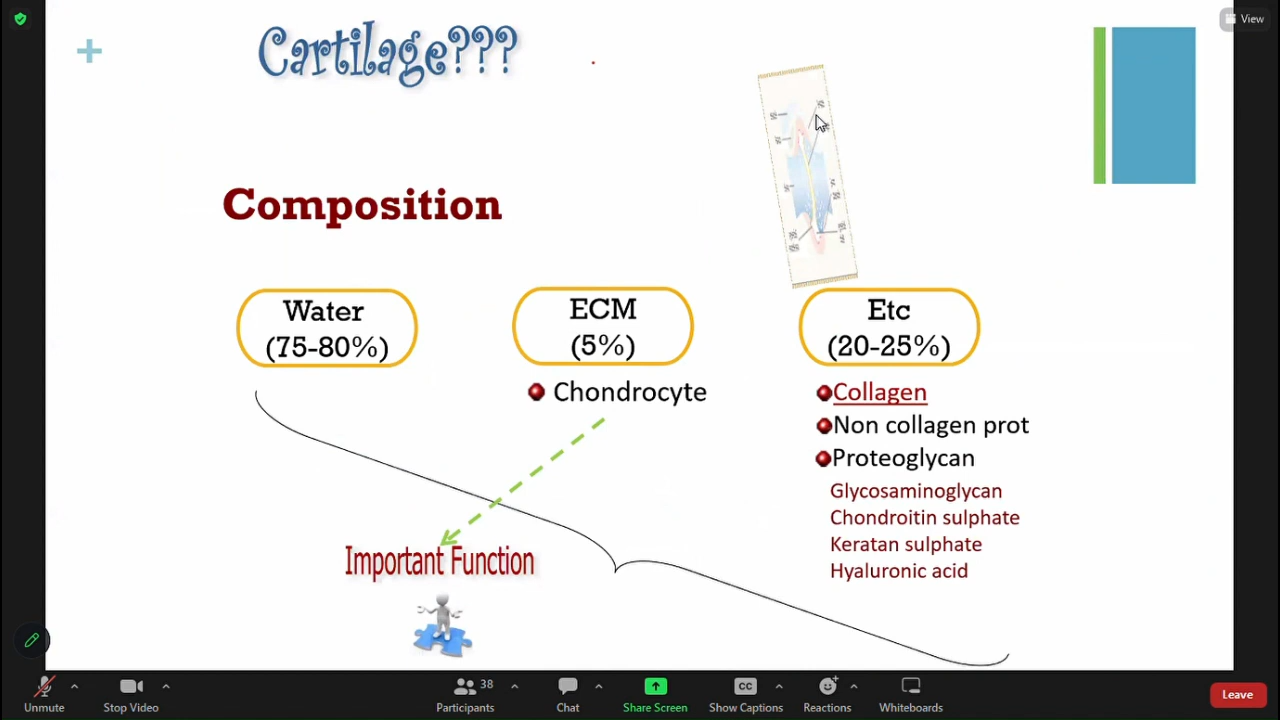 View
Cartilage???
Composition
Water
(75-80%)
ECM
(5%)
Etc
(20-25%)
Chondrocyte
Collagen
Non collagen prot
Proteoglycan
Glycosaminoglycan
Chondroitin sulphate
Keratan sulphate
Hyaluronic acid
Important Function
Unmute
Stop Video
38
Participants
Chat
Share Screen
CC
Show Captions
Reactions
Whiteboards
Leave